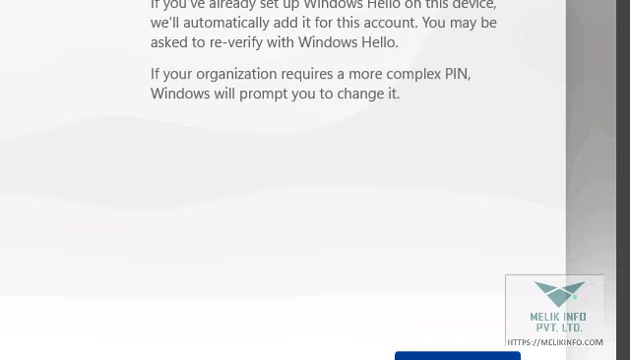 If you've already set up Windows Hello on this device,
we'll automatically add it for this account. You may be
asked to re-verify with Windows Hello.
If your organization requires a more complex PIN,
Windows will prompt you to change it.
MELIK INFO
PVT. LTD.
HTTPS://MELIKINFO.COM